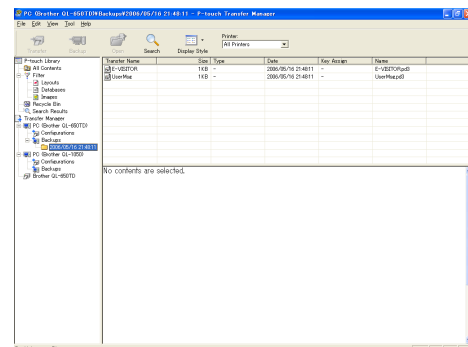 PC (Brother QL-650TD)¥Backups¥2006/05/16 21:48:11 - P-touch Transfer Manager
File Edit View Tool Help
Transfer Backup Open Search Display Style
Printer:
All Printers
P-touch Library
All Contents
Filter
Layouts
Databases
Images
Recycle Bin
Search Results
Transfer Manager
PC (Brother QL-650TD)
Configurations
Backups
2006/05/16 21:48:11
PC (Brother QL-1050)
Configurations
Backups
Brother QL-650TD
Transfer Name Size Type Date Key Assign Name
E-VISITOR 1KB - 2006/05/16 21:48:11 - E-VISITOR.pd3
UserMap 1KB - 2006/05/16 21:48:11 - UserMap.pd3
No contents are selected.